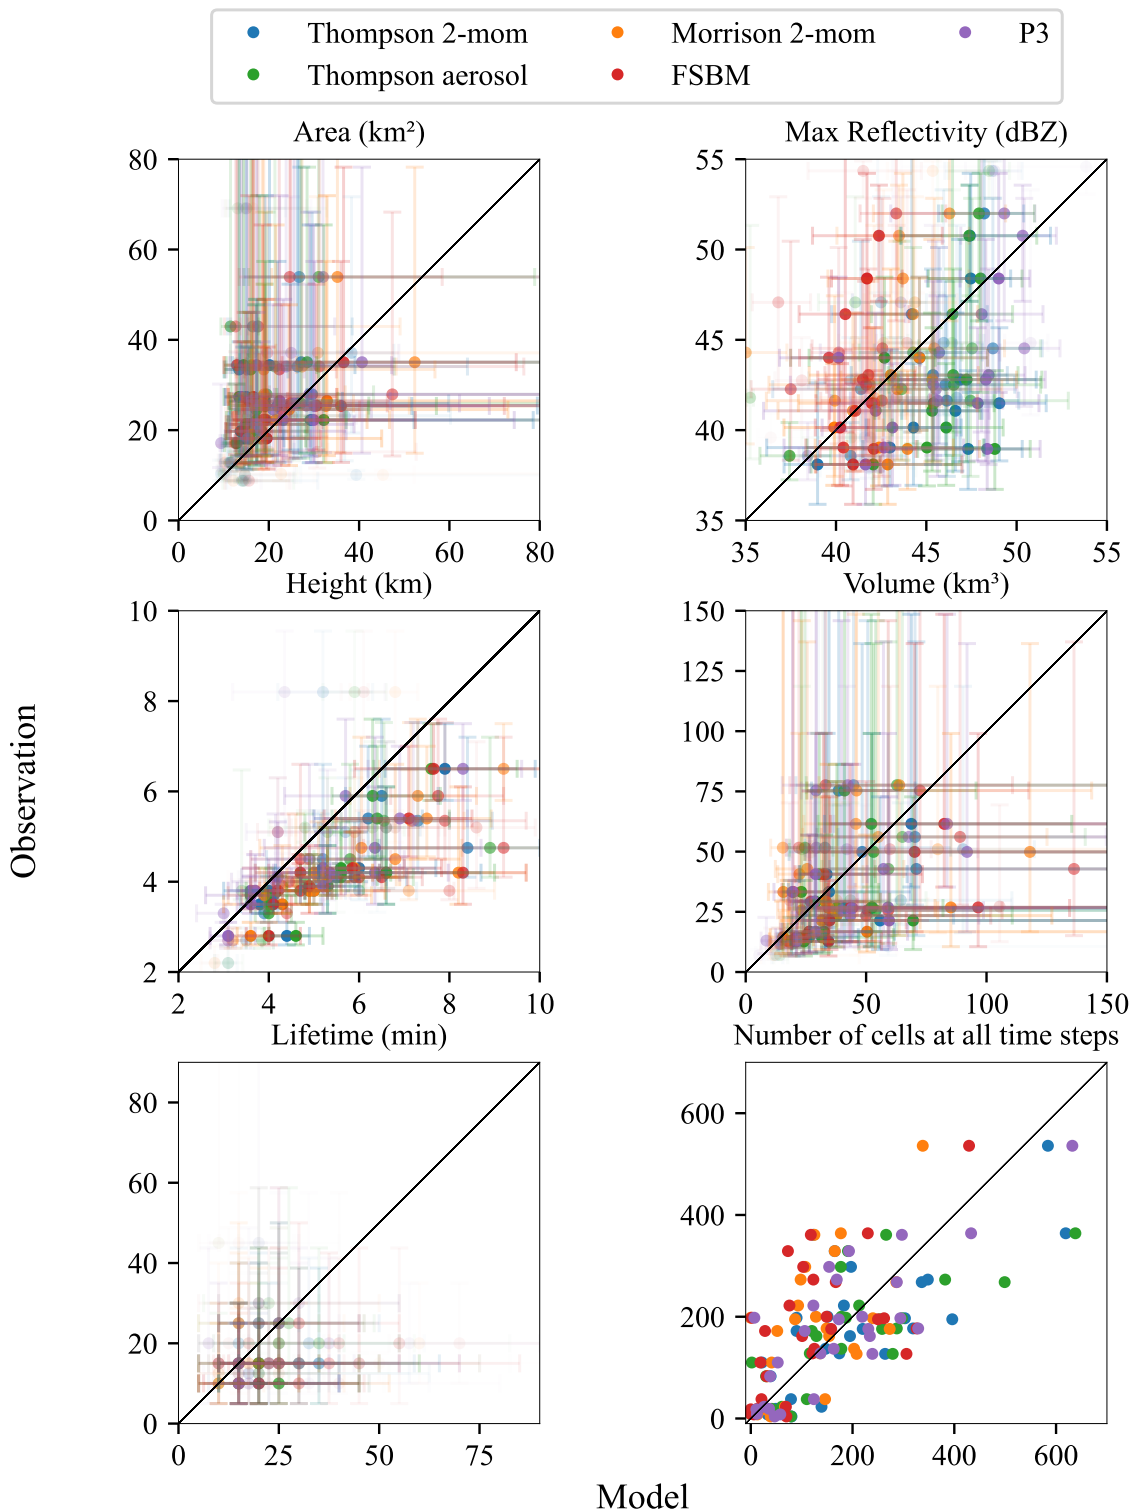 Thompson 2-mom Morrison 2-mom P3
Thompson aerosol FSBM
Area (km²) Max Reflectivity (dBZ)
80 55
60 50
40 45
20 40
0 35
0 20 40 60 80 35 40 45 50 55
Height (km) Volume (km³)
10 150
8 125
100
6 75
4 50
25
2 0
2 4 6 8 10 0 50 100 150
Observation
Lifetime (min) Number of cells at all time steps
80 600
60 400
40 200
20
0 0
0 25 50 75 0 200 400 600
Model